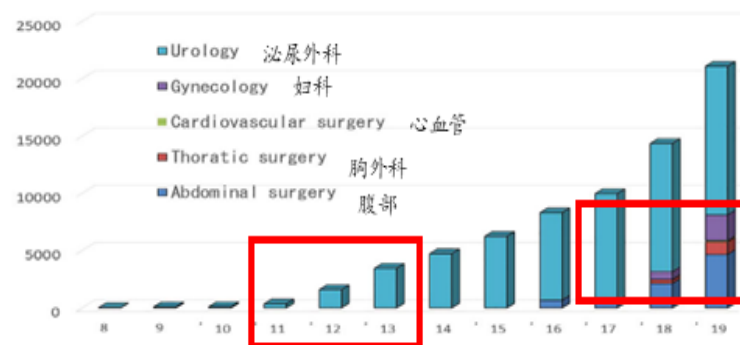 25000
20000
15000
10000
5000
0
Urology 泌尿外科
Gynecology 妇科
Cardiovascular surgery 心血管
Thoratic surgery 胸外科
Abdominal surgery 腹部
8 9 10 11 12 13 14 15 16 17 18 19